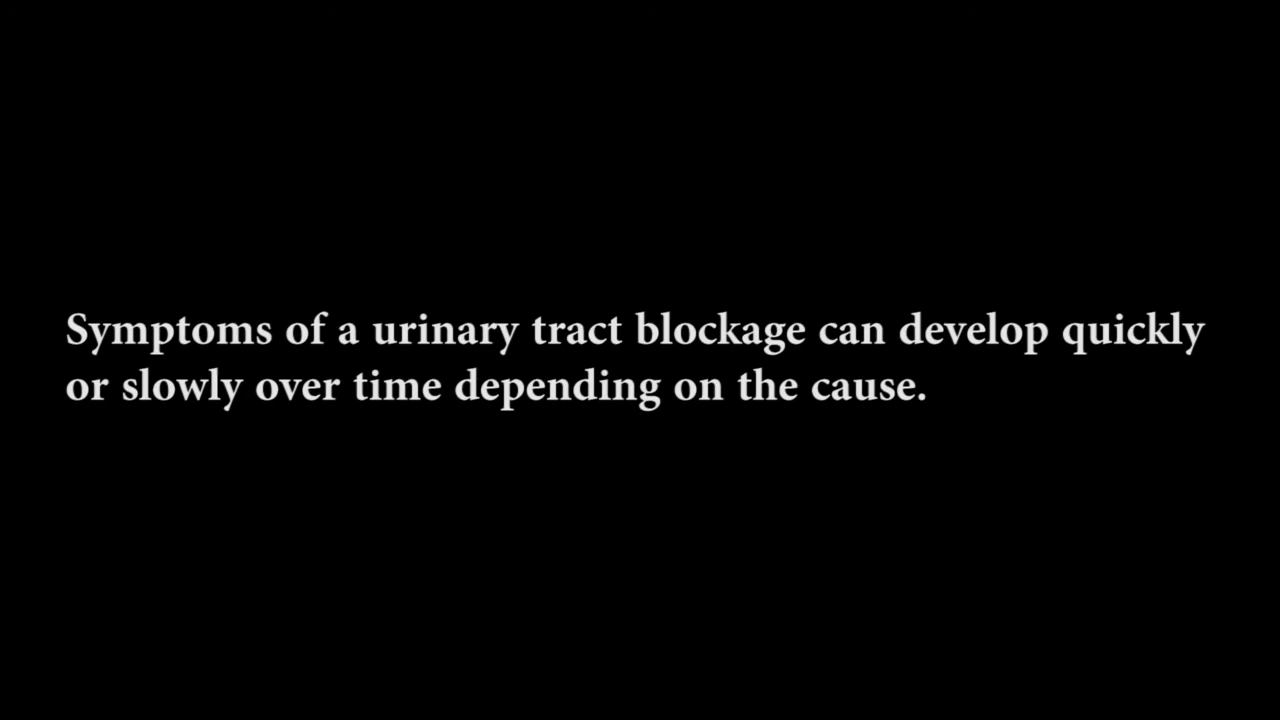 Symptoms of a urinary tract blockage can develop quickly
or slowly over time depending on the cause.